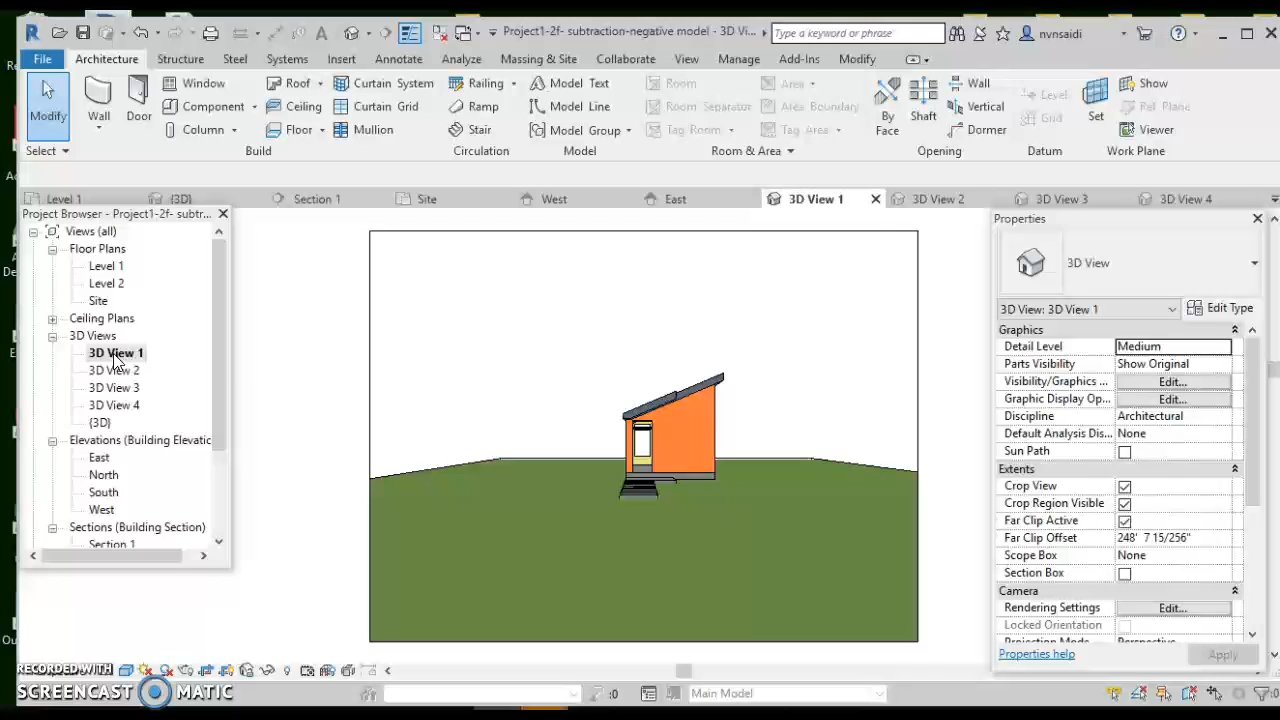 Project1-2f- subtraction-negative model - 3D Vi...
Type a keyword or phrase
nvnsaidi
File Architecture Structure Steel Systems Insert Annotate Analyze Massing & Site Collaborate View Manage Add-Ins Modify
Modify
Wall
Door
Window
Component
Column
Roof
Ceiling
Floor
Curtain System
Curtain Grid
Mullion
Railing
Ramp
Stair
Model Text
Model Line
Model Group
Room
Room Separator
Tag Room
Area
Area Boundary
Tag Area
By Face
Shaft
Wall
Vertical
Dormer
Level
Grid
Set
Show
Ref Plane
Viewer
Select Build Circulation Model Room & Area Opening Datum Work Plane
Level 1 {3D} Section 1 Site West East 3D View 1 3D View 2 3D View 3 3D View 4
Project Browser - Project1-2f- subtr...
Views (all)
Floor Plans
Level 1
Level 2
Site
Ceiling Plans
3D Views
3D View 1
3D View 2
3D View 3
3D View 4
{3D}
Elevations (Building Elevatic
East
North
South
West
Sections (Building Section)
Section 1
Properties
3D View
3D View: 3D View 1 Edit Type
Graphics
Detail Level Medium
Parts Visibility Show Original
Visibility/Graphics ... Edit...
Graphic Display Op... Edit...
Discipline Architectural
Default Analysis Dis... None
Sun Path
Extents
Crop View
Crop Region Visible
Far Clip Active
Far Clip Offset 248' 7 15/256"
Scope Box None
Section Box
Camera
Rendering Settings Edit...
Locked Orientation
Projection Mode Perspective
Properties help Apply
RECORDED WITH
SCREENCAST MATIC
:0 Main Model